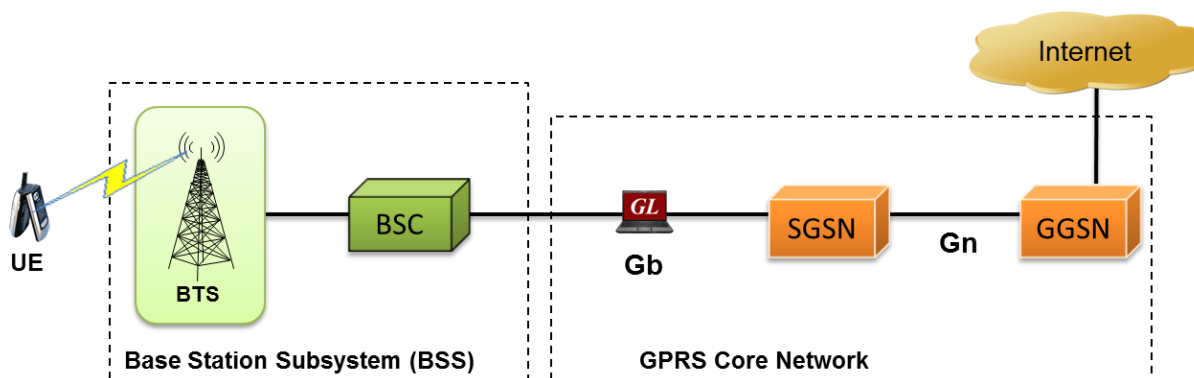 Internet
UE
BTS
BSC
GL
Gb
SGSN
Gn
GGSN
Base Station Subsystem (BSS)
GPRS Core Network